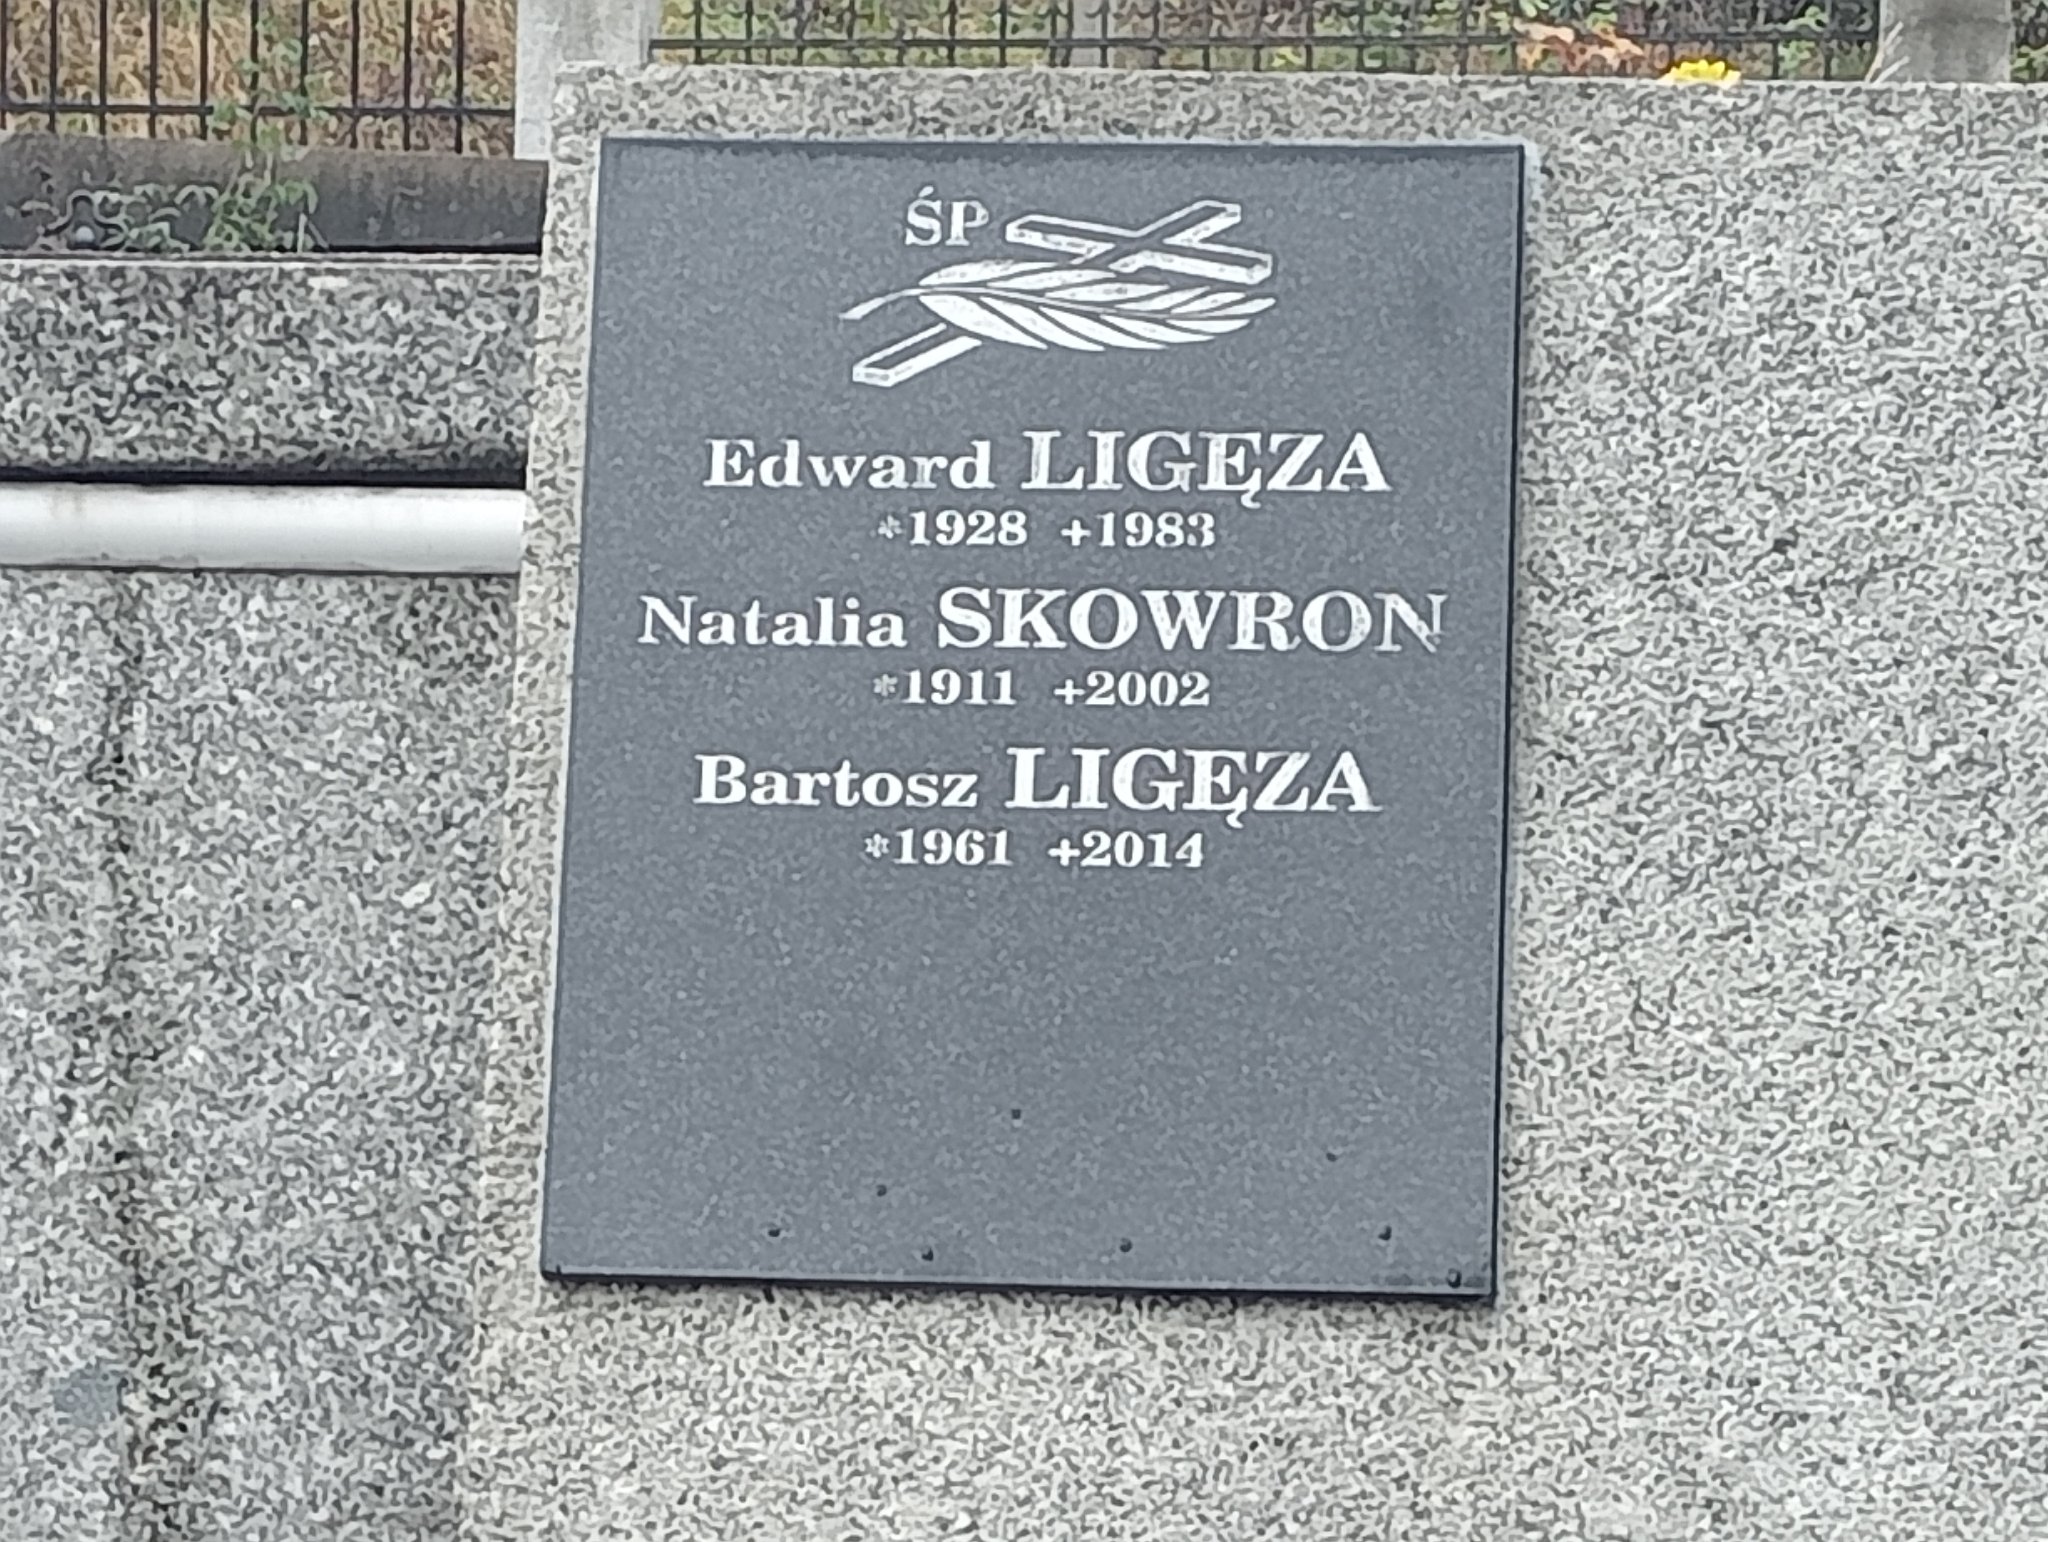 ŚP
Edward LIGĘZA
*1928 +1983
Natalia SKOWRON
*1911 +2002
Bartosz LIGĘZA
*1961 +2014